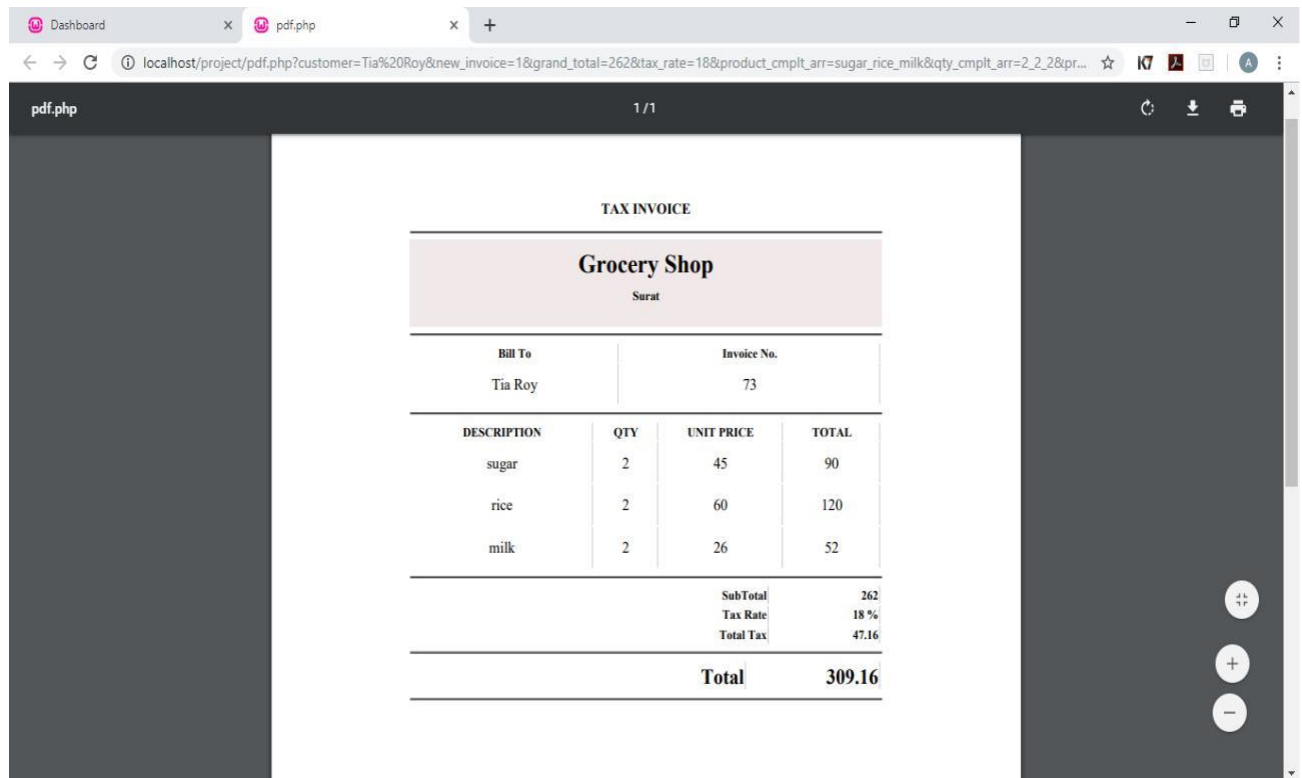 Dashboard
pdf.php
localhost/project/pdf.php?customer=Tia%20Roy&new_invoice=1&grand_total=262&tax_rate=18&product_cmplt_arr=sugar_rice_milk&qty_cmplt_arr=2_2_2&pr...
K7
A
pdf.php 1/1
TAX INVOICE
Grocery Shop
Surat
Bill To Invoice No.
Tia Roy 73
DESCRIPTION QTY UNIT PRICE TOTAL
sugar 2 45 90
rice 2 60 120
milk 2 26 52
SubTotal 262
Tax Rate 18 %
Total Tax 47.16
Total 309.16